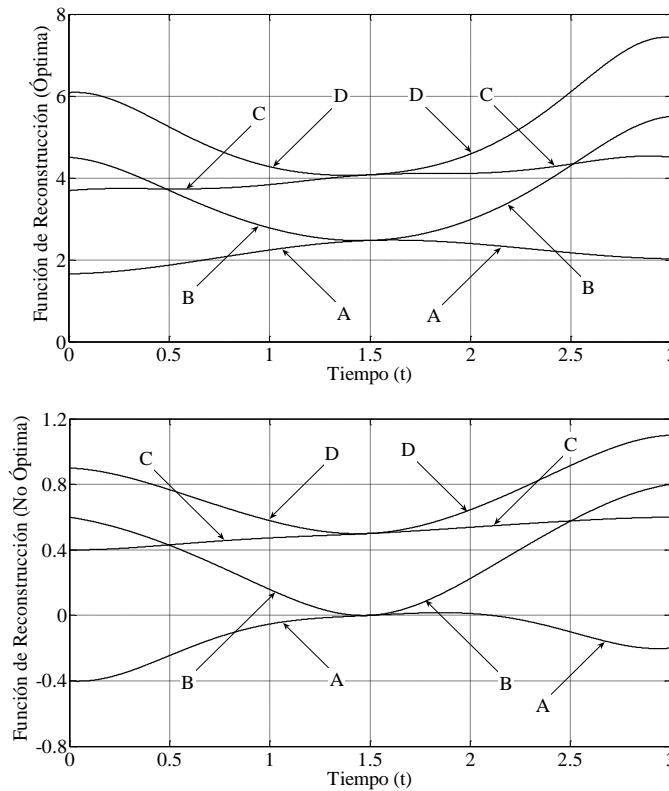 Función de Reconstrucción (Óptima)
8
6
4
2
0
D
D
C
C
B
A
A
B
0
0.5
1
1.5
2
2.5
3
Tiempo (t)
Función de Reconstrucción (No Óptima)
1.2
0.8
0.4
0
-0.4
-0.8
C
D
D
C
B
A
B
A
0
0.5
1
1.5
2
2.5
3
Tiempo (t)